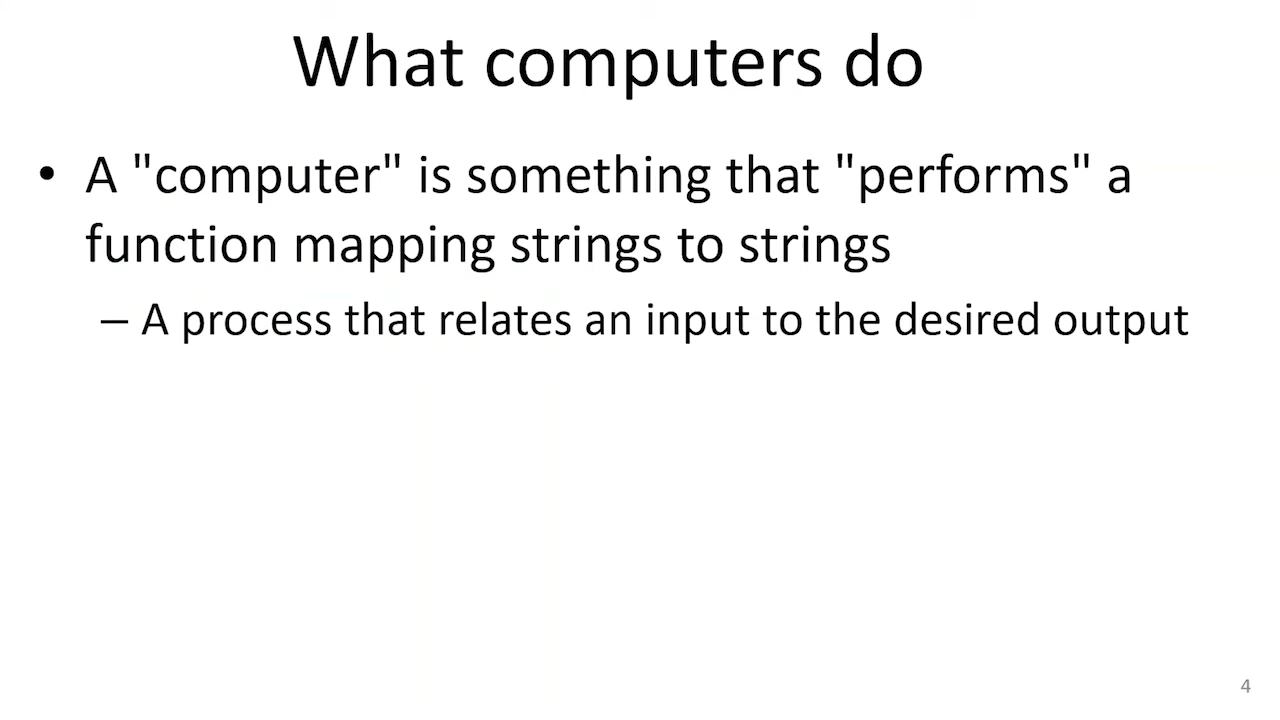 What computers do
• A "computer" is something that "performs" a
function mapping strings to strings
– A process that relates an input to the desired output
4